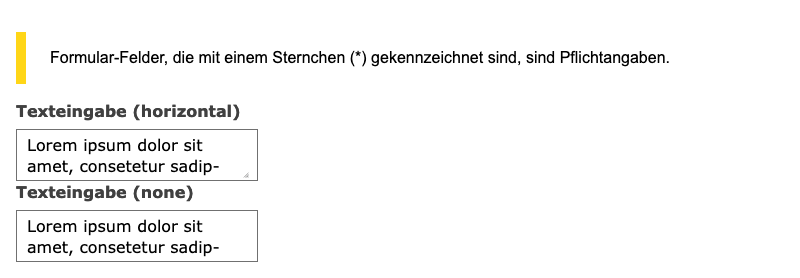 Formular-Felder, die mit einem Sternchen (*) gekennzeichnet sind, sind Pflichtangaben.
Texteingabe (horizontal)
Lorem ipsum dolor sit
amet, consetetur sadip-
Texteingabe (none)
Lorem ipsum dolor sit
amet, consetetur sadip-